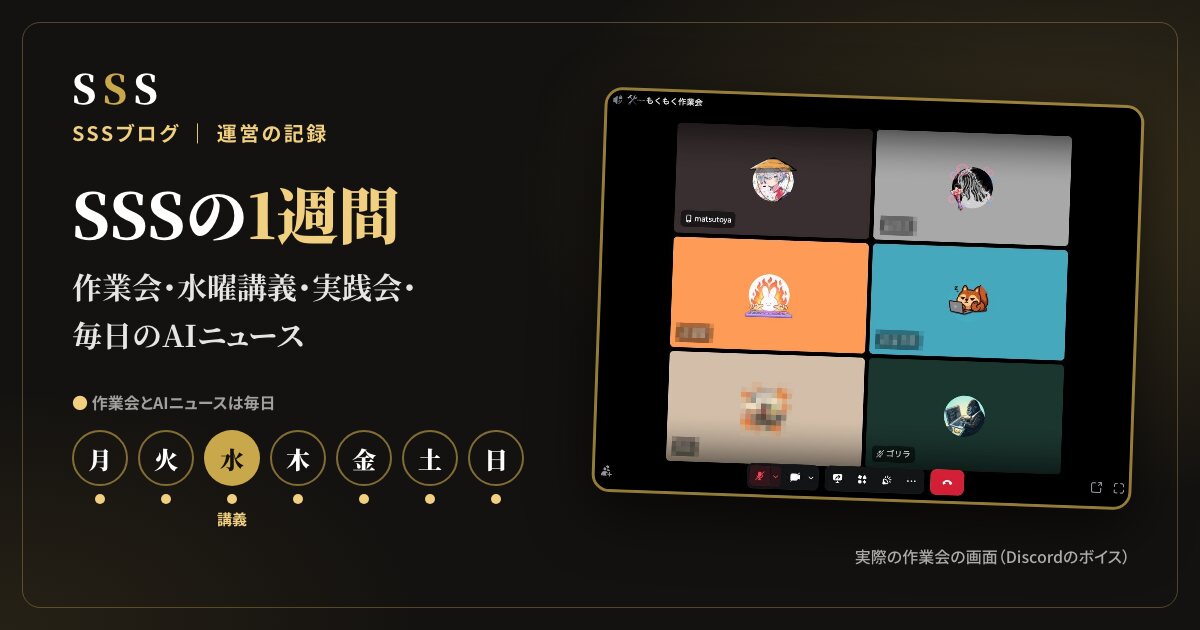 SSS
SSSブログ ｜ 運営の記録
SSSの1週間
作業会・水曜講義・実践会・
毎日のAIニュース
作業会とAIニュースは毎日
月 火 水 木 金 土 日
講義
もくもく作業会
matsutoya
ゴリラ
実際の作業会の画面（Discordのボイス）